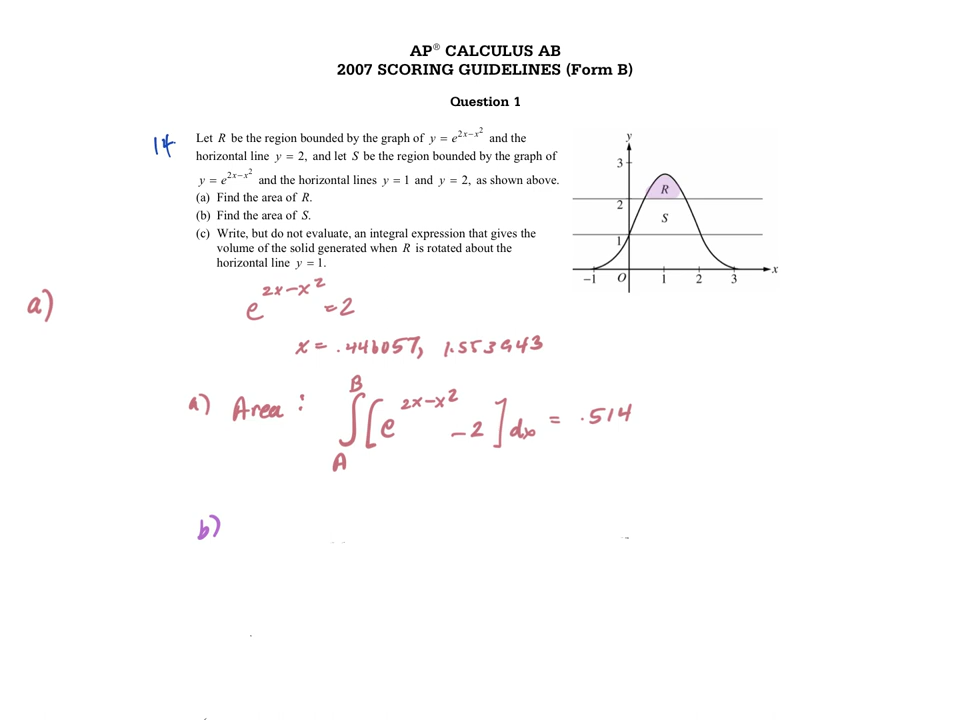 AP® CALCULUS AB
2007 SCORING GUIDELINES (Form B)
Question 1
14
Let R be the region bounded by the graph of y = e^(2x−x²) and the
horizontal line y = 2, and let S be the region bounded by the graph of
y = e^(2x−x²) and the horizontal lines y = 1 and y = 2, as shown above.
(a) Find the area of R.
(b) Find the area of S.
(c) Write, but do not evaluate, an integral expression that gives the
volume of the solid generated when R is rotated about the
horizontal line y = 1.
y
3
R
2
S
1
−1 O 1 2 3 x
a)
e^(2x−x²) = 2
x = .446057, 1.553943
a) Area : ∫_A^B [e^(2x−x²) − 2] dx = .514
b)